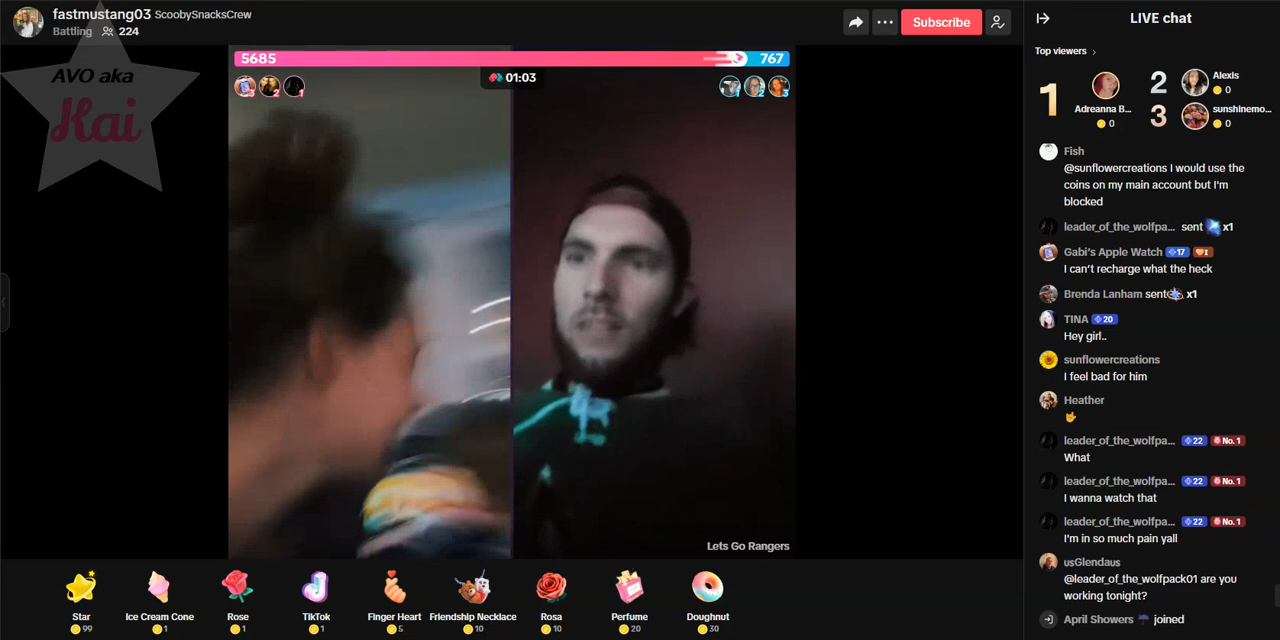 fastmustang03 ScoobySnacksCrew
Battling 224
Subscribe
AVO aka
Kai
5685
767
01:03
Lets Go Rangers
Star
99
Ice Cream Cone
1
Rose
1
TikTok
1
Finger Heart
5
Friendship Necklace
10
Rosa
10
Perfume
20
Doughnut
30
LIVE chat
Top viewers
1
Adreanna B...
0
2
Alexis
0
3
sunshinemo...
0
Fish
@sunflowercreations I would use the
coins on my main account but I'm
blocked
leader_of_the_wolfpa... sent x1
Gabi's Apple Watch 17 I
I can't recharge what the heck
Brenda Lanham sent x1
TINA 20
Hey girl..
sunflowercreations
I feel bad for him
Heather
leader_of_the_wolfpa... 22 No. 1
What
leader_of_the_wolfpa... 22 No. 1
I wanna watch that
leader_of_the_wolfpa... 22 No. 1
I'm in so much pain yall
ᴜsGlendaᴜs
@leader_of_the_wolfpack01 are you
working tonight?
April Showers joined